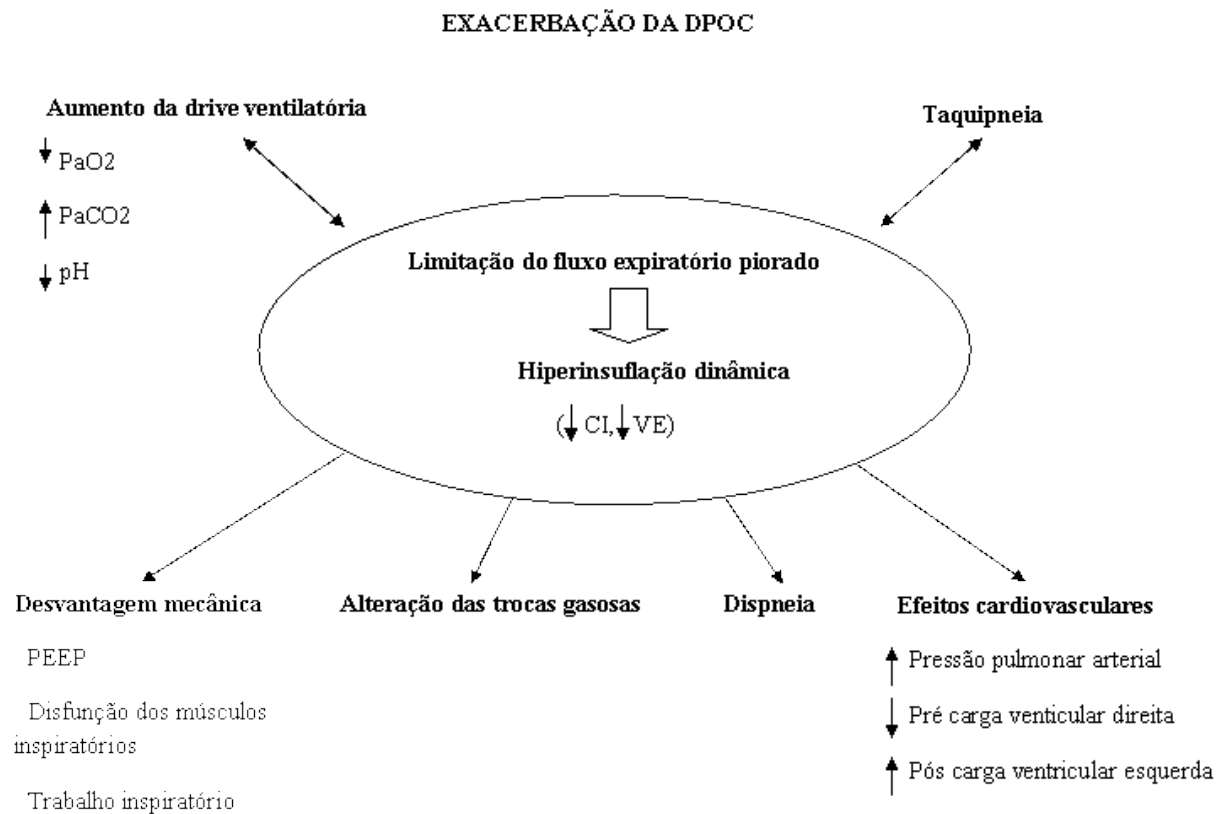 EXACERBAÇÃO DA DPOC
Aumento da drive ventilatória
↓ PaO2
↑ PaCO2
↓ pH
Taquipneia
Limitação do fluxo expiratório piorado
Hiperinsuflação dinâmica
(↓ CI, ↓ VE)
Desvantagem mecânica
PEEP
Disfunção dos músculos
inspiratórios
Trabalho inspiratório
Alteração das trocas gasosas
Dispneia
Efeitos cardiovasculares
↑ Pressão pulmonar arterial
↓ Pré carga venticular direita
↑ Pós carga ventricular esquerda